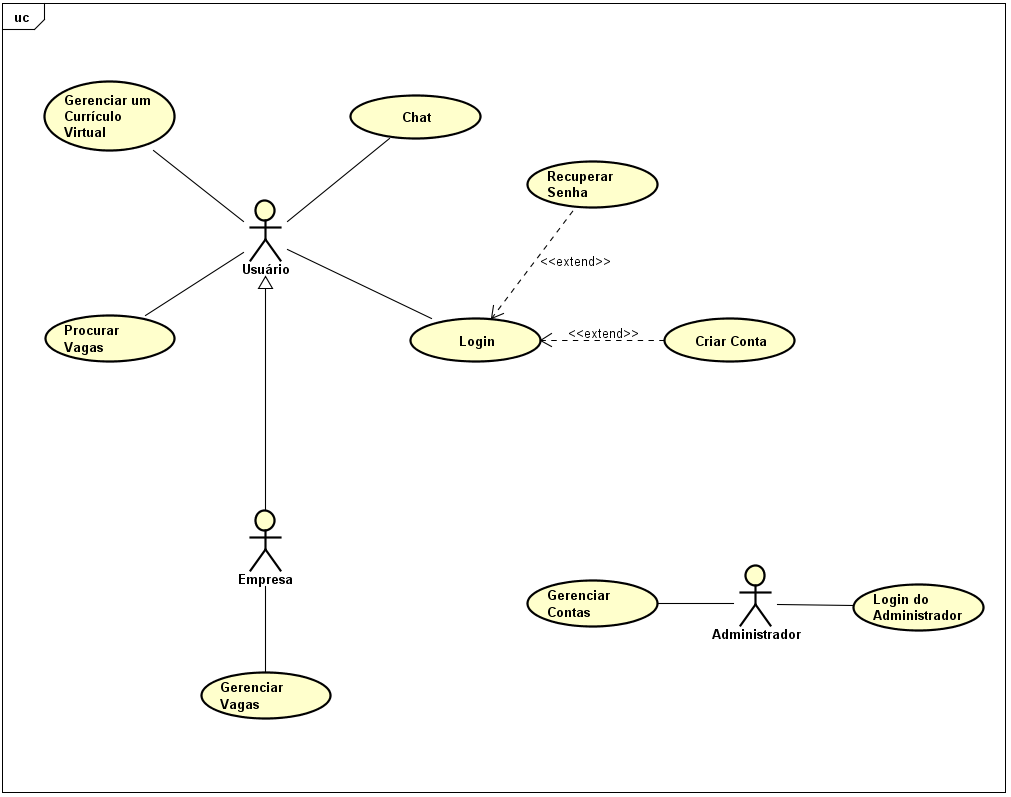 uc
Gerenciar um
Currículo
Virtual
Chat
Recuperar
Senha
Usuário
<<extend>>
Procurar
Vagas
Login
<<extend>>
Criar Conta
Empresa
Gerenciar
Contas
Administrador
Login do
Administrador
Gerenciar
Vagas